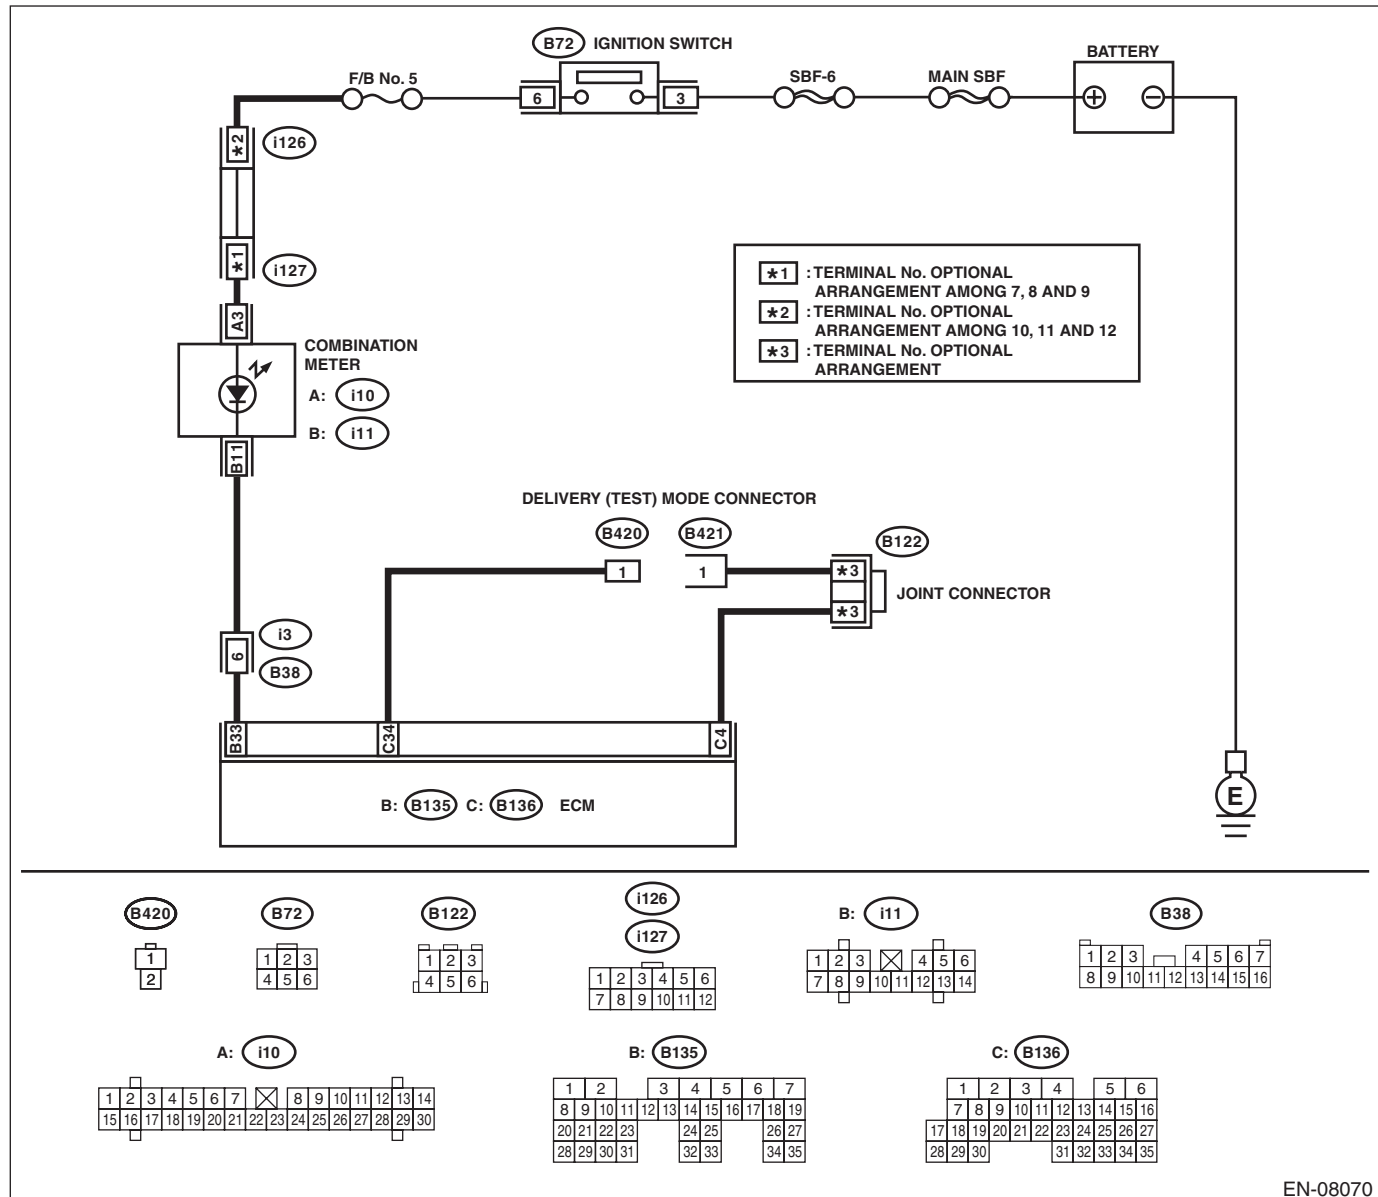 B72 IGNITION SWITCH
BATTERY
F/B No. 5
SBF-6
MAIN SBF
6
3
+
−
*2
i126
*1
i127
*1 : TERMINAL No. OPTIONAL
ARRANGEMENT AMONG 7, 8 AND 9
*2 : TERMINAL No. OPTIONAL
ARRANGEMENT AMONG 10, 11 AND 12
*3 : TERMINAL No. OPTIONAL
ARRANGEMENT
A3
COMBINATION
METER
A: i10
B: i11
B11
DELIVERY (TEST) MODE CONNECTOR
B420
B421
B122
1
1
*3
*3
JOINT CONNECTOR
i3
6
B38
B33
C34
C4
B: B135 C: B136 ECM
E
B420
B72
B122
i126
i127
B: i11
B38
1
2
1 2 3
4 5 6
1 2 3
4 5 6
1 2 3 4 5 6
7 8 9 10 11 12
1 2 3 4 5 6
7 8 9 10 11 12 13 14
1 2 3 4 5 6 7
8 9 10 11 12 13 14 15 16
A: i10
B: B135
C: B136
1 2 3 4 5 6 7 8 9 10 11 12 13 14
15 16 17 18 19 20 21 22 23 24 25 26 27 28 29 30
1 2 3 4 5 6 7
8 9 10 11 12 13 14 15 16 17 18 19
20 21 22 23 24 25 26 27
28 29 30 31 32 33 34 35
1 2 3 4 5 6
7 8 9 10 11 12 13 14 15 16
17 18 19 20 21 22 23 24 25 26 27
28 29 30 31 32 33 34 35
EN-08070